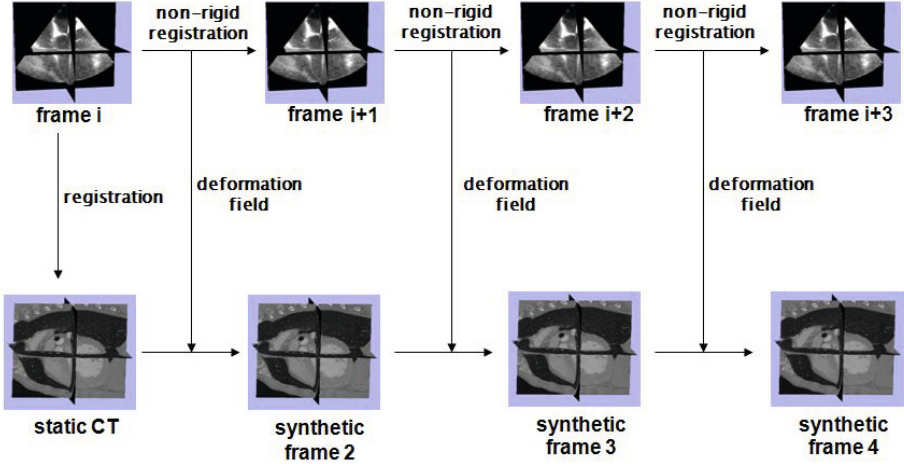 non-rigid
registration
non-rigid
registration
non-rigid
registration
frame i
frame i+1
frame i+2
frame i+3
registration
deformation
field
deformation
field
deformation
field
static CT
synthetic
frame 2
synthetic
frame 3
synthetic
frame 4